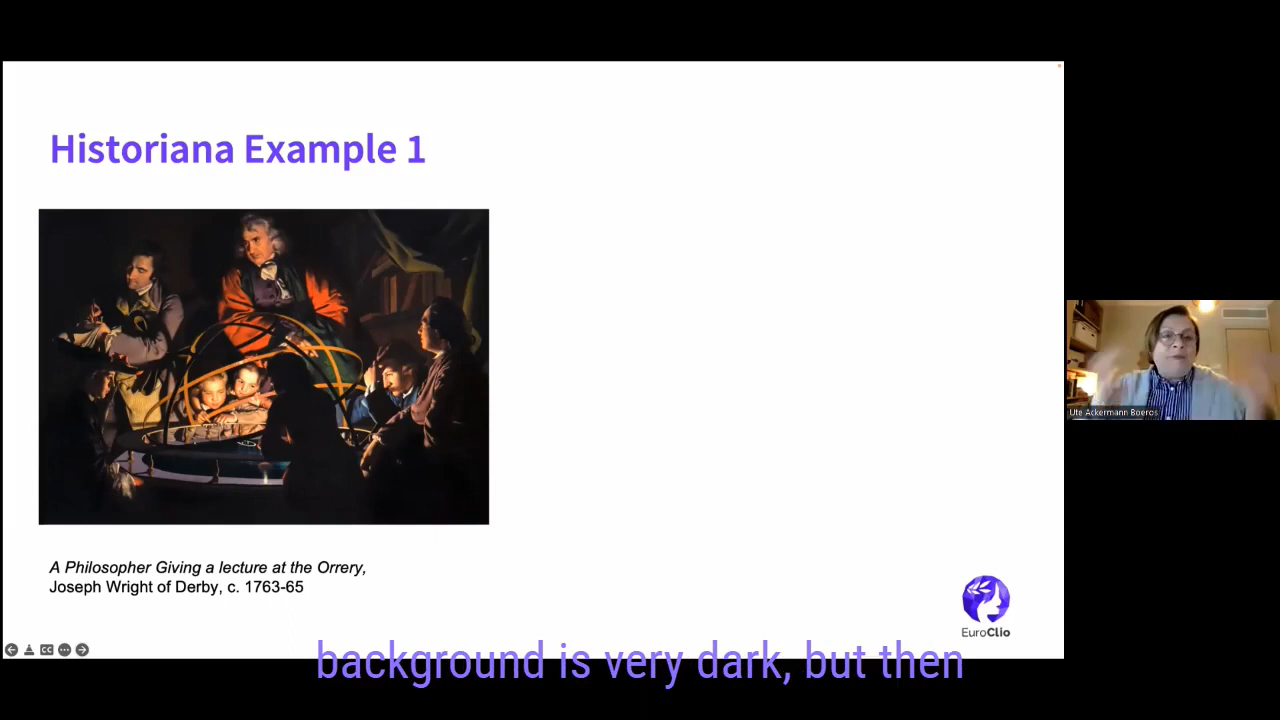 Historiana Example 1
A Philosopher Giving a lecture at the Orrery,
Joseph Wright of Derby, c. 1763-65
EuroClio
Ute Ackermann Boeros
CC
background is very dark, but then